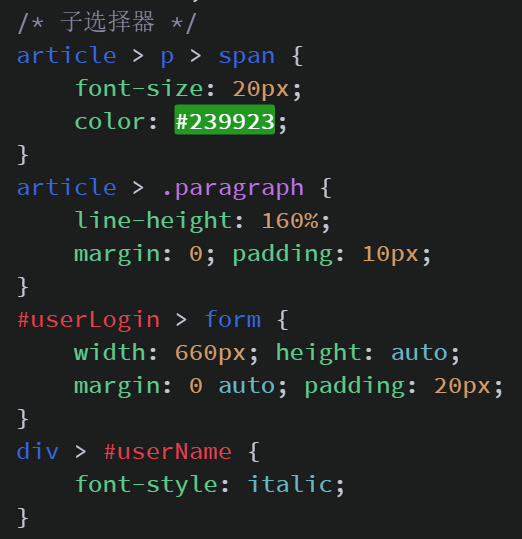 /* 子选择器 */
article > p > span {
    font-size: 20px;
    color: #239923;
}
article > .paragraph {
    line-height: 160%;
    margin: 0; padding: 10px;
}
#userLogin > form {
    width: 660px; height: auto;
    margin: 0 auto; padding: 20px;
}
div > #userName {
    font-style: italic;
}